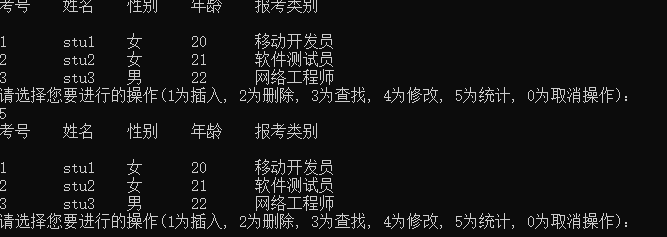 考号 姓名 性别 年龄 报考类别
1 stu1 女 20 移动开发员
2 stu2 女 21 软件测试员
3 stu3 男 22 网络工程师
请选择您要进行的操作(1为插入, 2为删除, 3为查找, 4为修改, 5为统计, 0为取消操作):
5
考号 姓名 性别 年龄 报考类别
1 stu1 女 20 移动开发员
2 stu2 女 21 软件测试员
3 stu3 男 22 网络工程师
请选择您要进行的操作(1为插入, 2为删除, 3为查找, 4为修改, 5为统计, 0为取消操作):